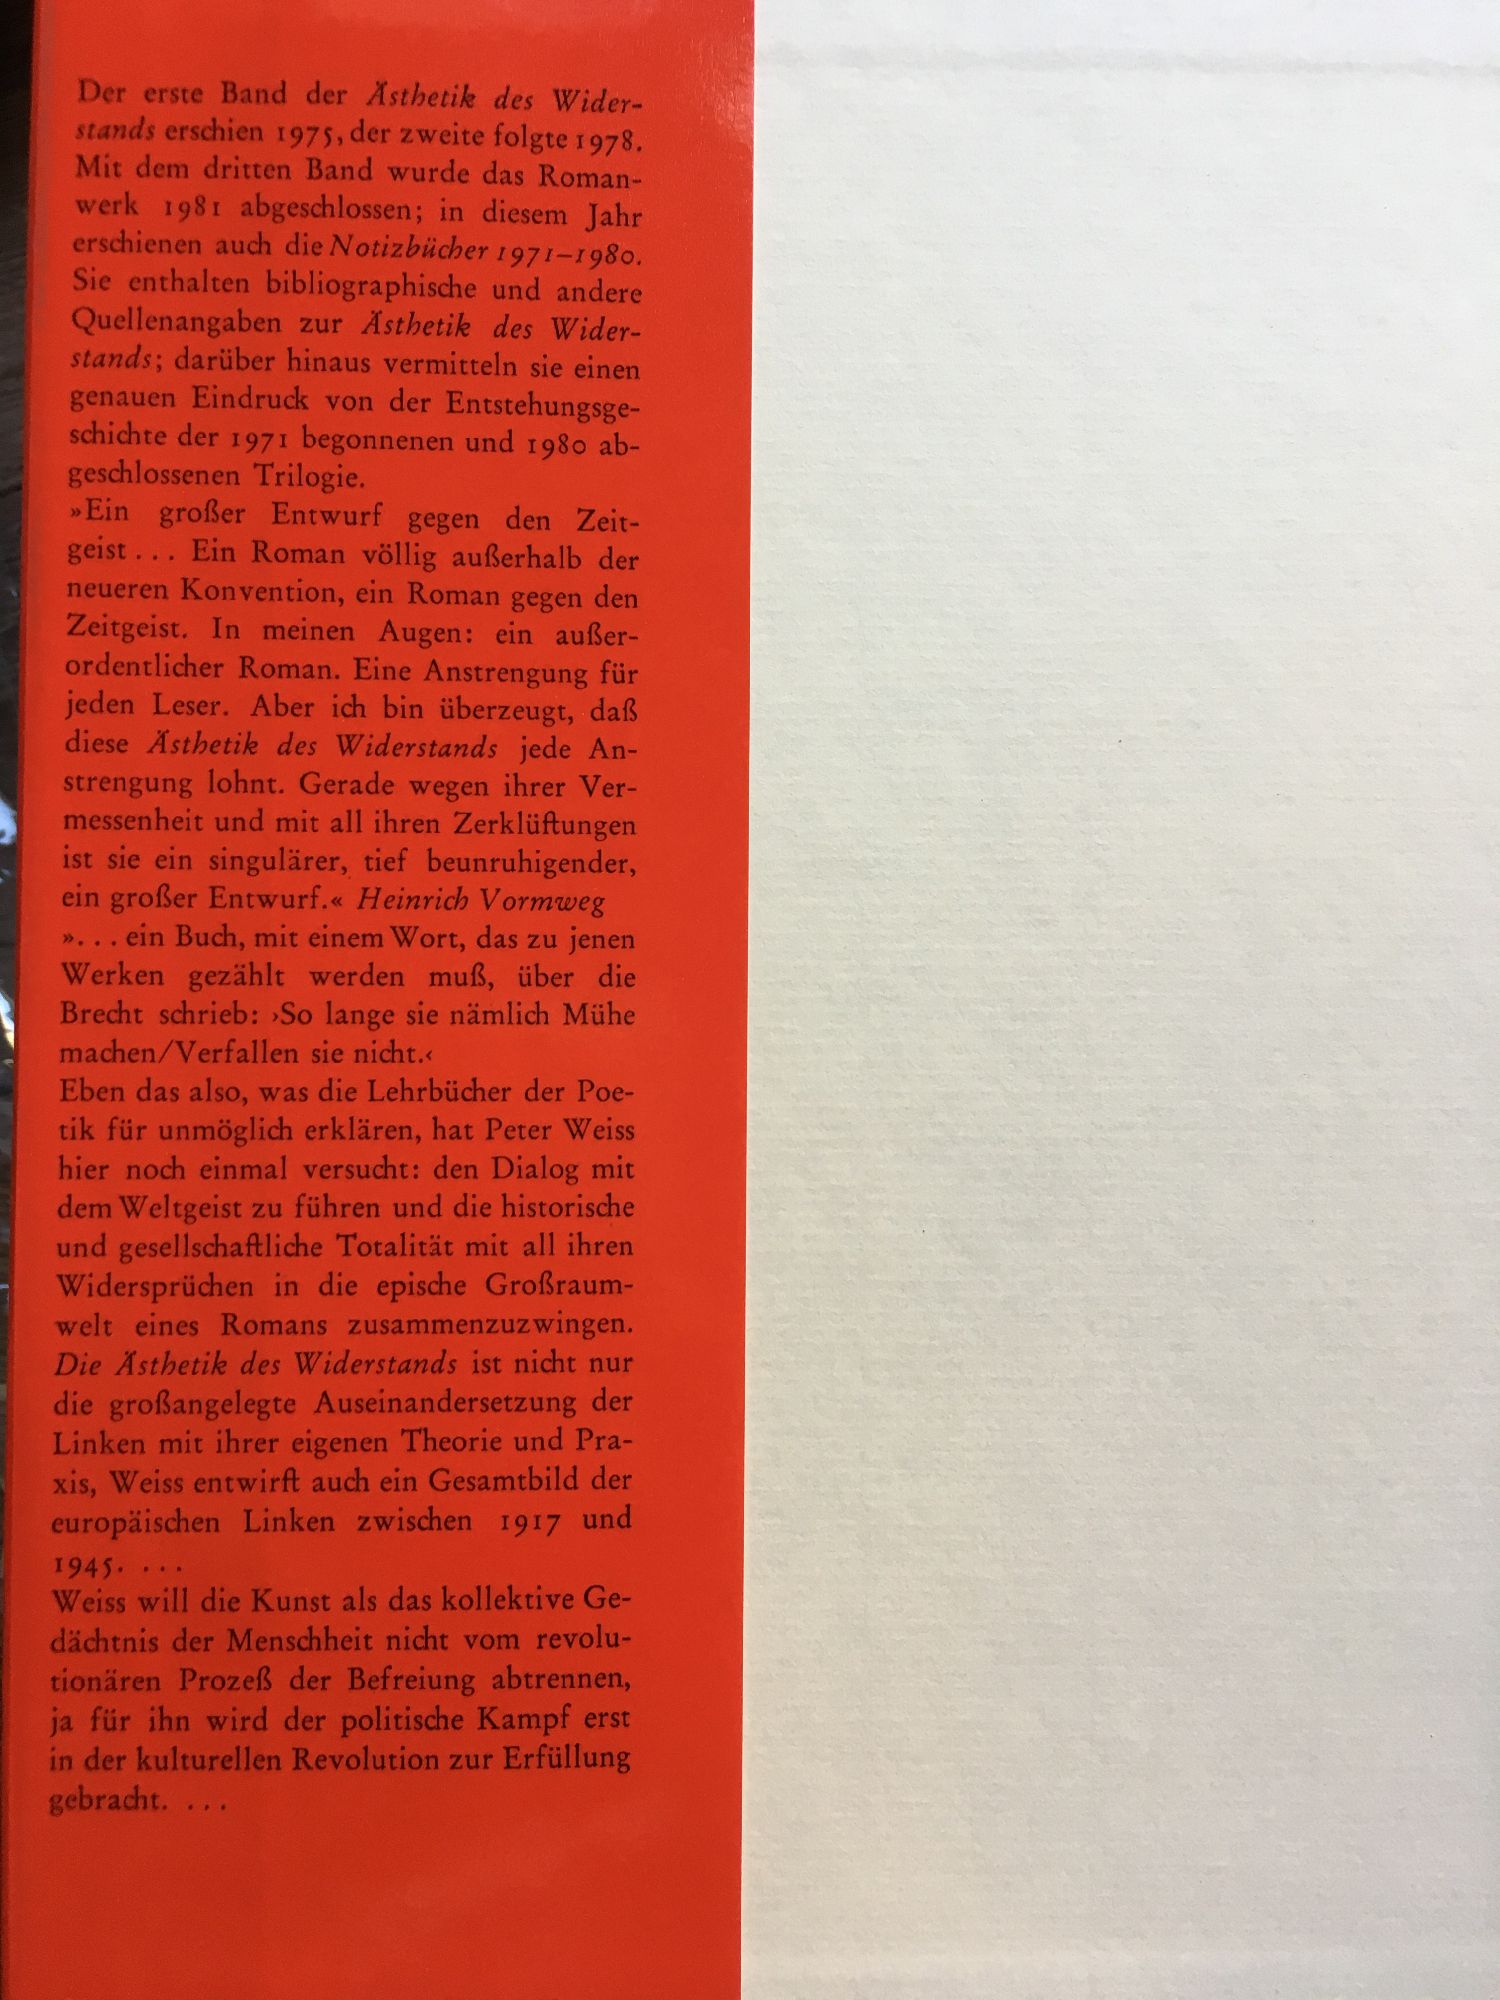 Der erste Band der Ästhetik des Wider-
stands erschien 1975, der zweite folgte 1978.
Mit dem dritten Band wurde das Roman-
werk 1981 abgeschlossen; in diesem Jahr
erschienen auch die Notizbücher 1971–1980.
Sie enthalten bibliographische und andere
Quellenangaben zur Ästhetik des Wider-
stands; darüber hinaus vermitteln sie einen
genauen Eindruck von der Entstehungsge-
schichte der 1971 begonnenen und 1980 ab-
geschlossenen Trilogie.
»Ein großer Entwurf gegen den Zeit-
geist... Ein Roman völlig außerhalb der
neueren Konvention, ein Roman gegen den
Zeitgeist. In meinen Augen: ein außer-
ordentlicher Roman. Eine Anstrengung für
jeden Leser. Aber ich bin überzeugt, daß
diese Ästhetik des Widerstands jede An-
strengung lohnt. Gerade wegen ihrer Ver-
messenheit und mit all ihren Zerklüftungen
ist sie ein singulärer, tief beunruhigender,
ein großer Entwurf.« Heinrich Vormweg
»...ein Buch, mit einem Wort, das zu jenen
Werken gezählt werden muß, über die
Brecht schrieb: ›So lange sie nämlich Mühe
machen/Verfallen sie nicht.‹
Eben das also, was die Lehrbücher der Poe-
tik für unmöglich erklären, hat Peter Weiss
hier noch einmal versucht: den Dialog mit
dem Weltgeist zu führen und die historische
und gesellschaftliche Totalität mit all ihren
Widersprüchen in die epische Großraum-
welt eines Romans zusammenzuzwingen.
Die Ästhetik des Widerstands ist nicht nur
die großangelegte Auseinandersetzung der
Linken mit ihrer eigenen Theorie und Pra-
xis, Weiss entwirft auch ein Gesamtbild der
europäischen Linken zwischen 1917 und
1945. ...
Weiss will die Kunst als das kollektive Ge-
dächtnis der Menschheit nicht vom revolu-
tionären Prozeß der Befreiung abtrennen,
ja für ihn wird der politische Kampf erst
in der kulturellen Revolution zur Erfüllung
gebracht. ...